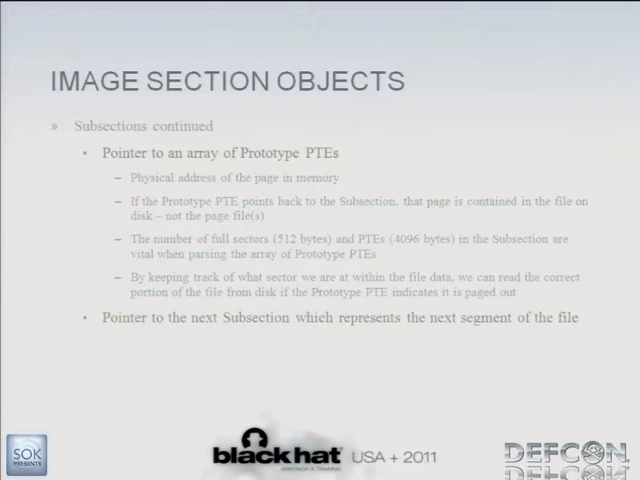 IMAGE SECTION OBJECTS
» Subsections continued
• Pointer to an array of Prototype PTEs
– Physical address of the page in memory
– If the Prototype PTE points back to the Subsection, that page is contained in the file on
disk – not the page file(s)
– The number of full sectors (512 bytes) and PTEs (4096 bytes) in the Subsection are
vital when parsing the array of Prototype PTEs
– By keeping track of what sector we are at within the file data, we can read the correct
portion of the file from disk if the Prototype PTE indicates it is paged out
• Pointer to the next Subsection which represents the next segment of the file
SOK
PRESENTS
blackhat USA + 2011
DEFCON